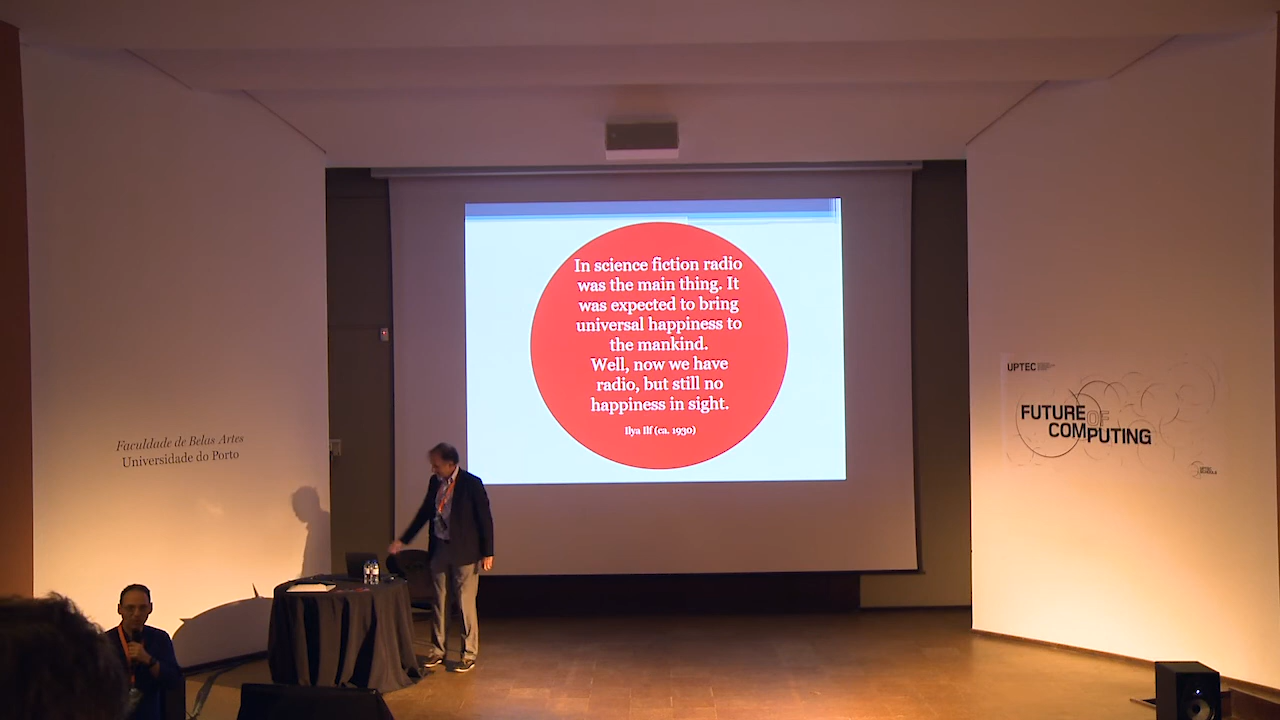 In science fiction radio
was the main thing. It
was expected to bring
universal happiness to
the mankind.
Well, now we have
radio, but still no
happiness in sight.
Ilya Ilf (ca. 1930)
Faculdade de Belas Artes
Universidade do Porto
UPTEC
FUTURE OF
COMPUTING